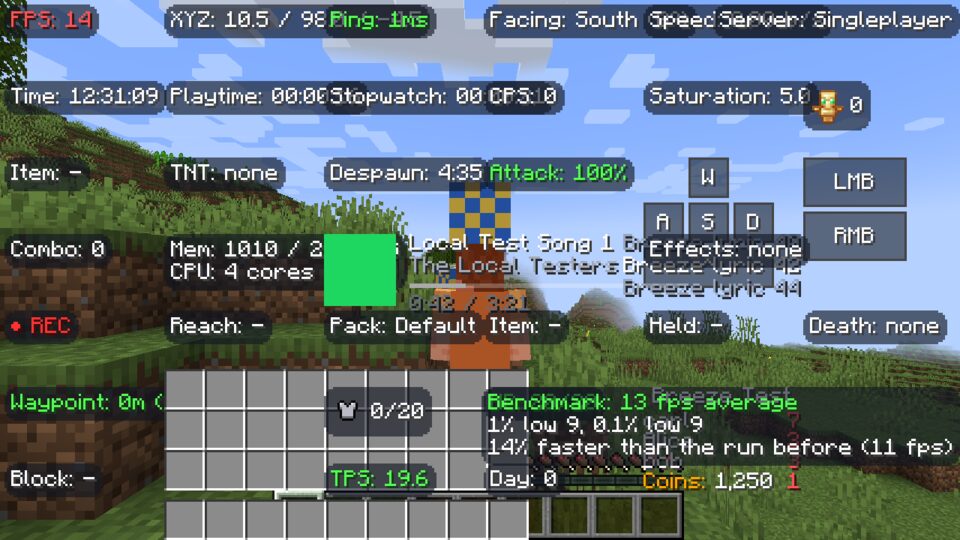 FPS: 14
XYZ: 10.5 / 98
Ping: 1ms
Facing: South
Speed
Server: Singleplayer
Time: 12:31:09
Playtime: 00:00
Stopwatch: 00
CPS: 0
Saturation: 5.0
0
Item: -
TNT: none
Despawn: 4:35
Attack: 100%
W
LMB
A S D
RMB
Combo: 0
Mem: 1010 / 2
CPU: 4 cores
Local Test Song 1
The Local Tester's
0:42 / 3:21
Effects: none
Breeze lyric 42
Breeze lyric 44
REC
Reach: -
Pack: Default
Item: -
Held: -
Death: none
Waypoint: 0m (
0/20
Breeze Test
Benchmark: 13 fps average
1% low 9, 0.1% low 9
14% faster than the run before (11 fps)
Block: -
TPS: 19.6
Day: 0
Coins: 1,250
1